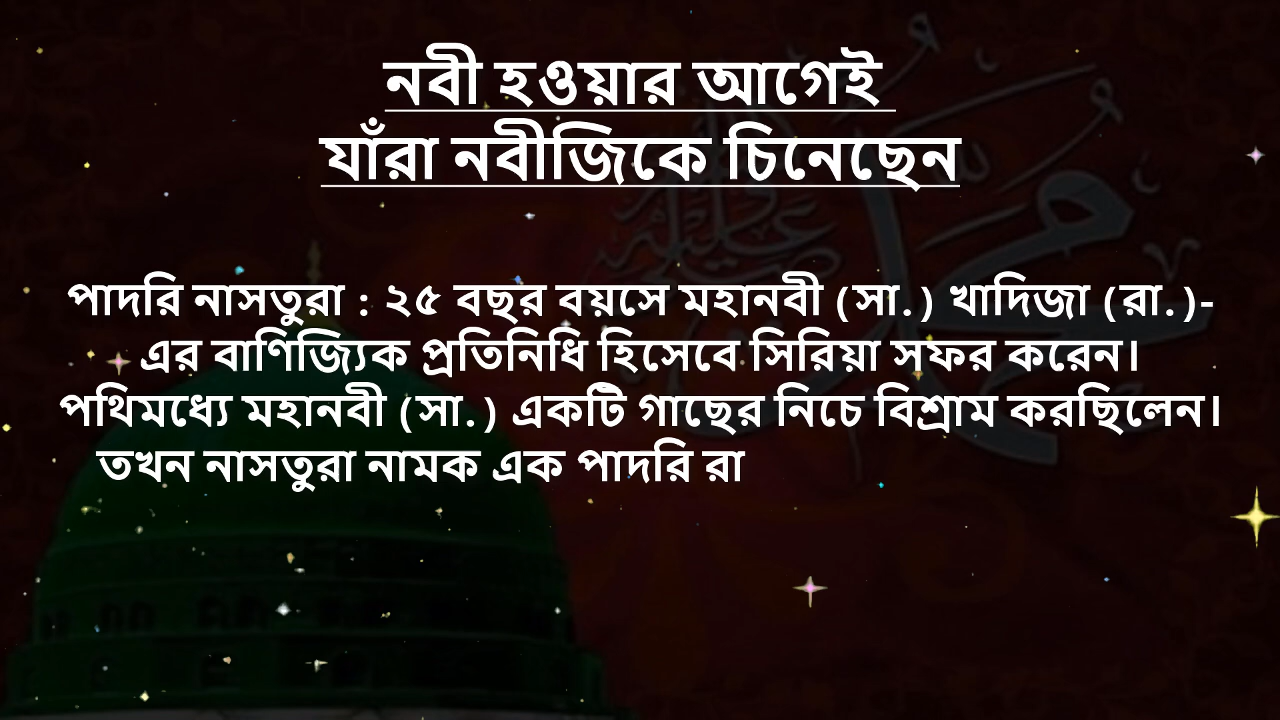 নবী হওয়ার আগেই
যাঁরা নবীজিকে চিনেছেন
পাদরি নাসতুরা : ২৫ বছর বয়সে মহানবী (সা.) খাদিজা (রা.)-
এর বাণিজ্যিক প্রতিনিধি হিসেবে সিরিয়া সফর করেন।
পথিমধ্যে মহানবী (সা.) একটি গাছের নিচে বিশ্রাম করছিলেন।
তখন নাসতুরা নামক এক পাদরি রা